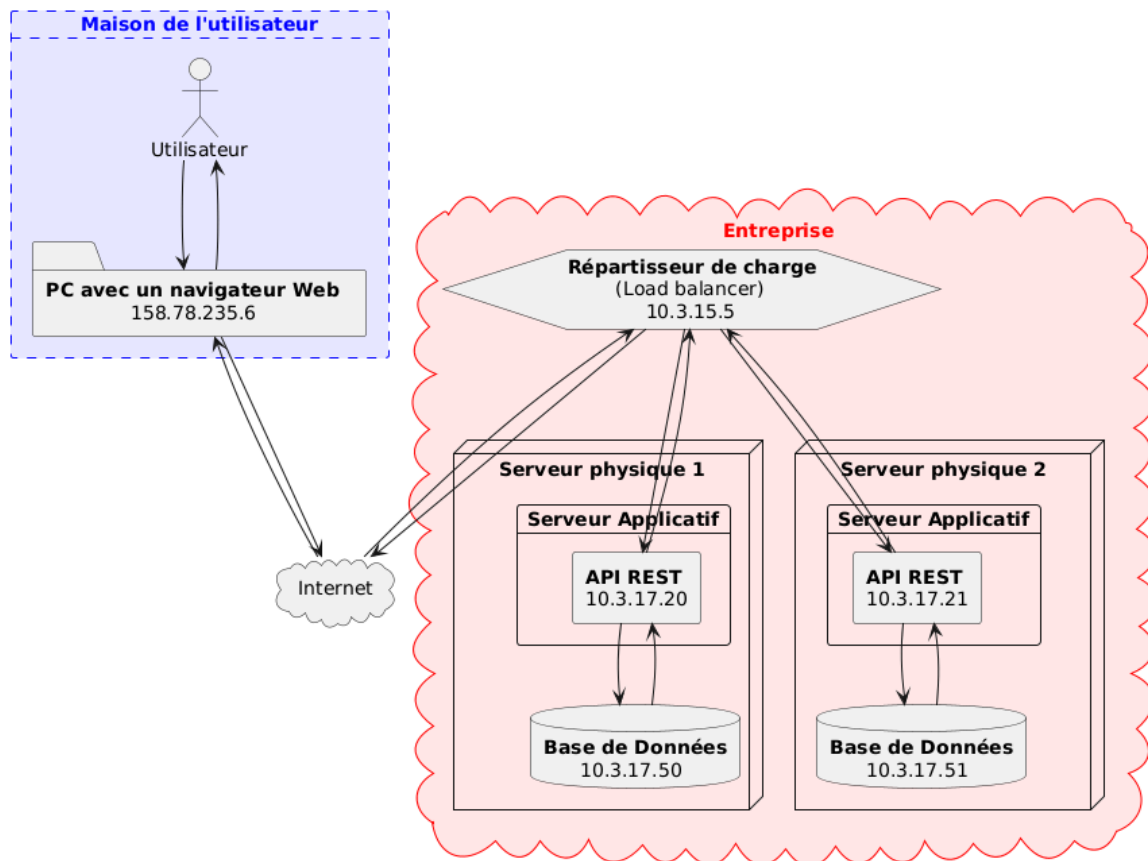 Maison de l'utilisateur
Utilisateur
PC avec un navigateur Web
158.78.235.6
Entreprise
Répartisseur de charge
(Load balancer)
10.3.15.5
Serveur physique 1
Serveur Applicatif
API REST
10.3.17.20
Base de Données
10.3.17.50
Serveur physique 2
Serveur Applicatif
API REST
10.3.17.21
Base de Données
10.3.17.51
Internet